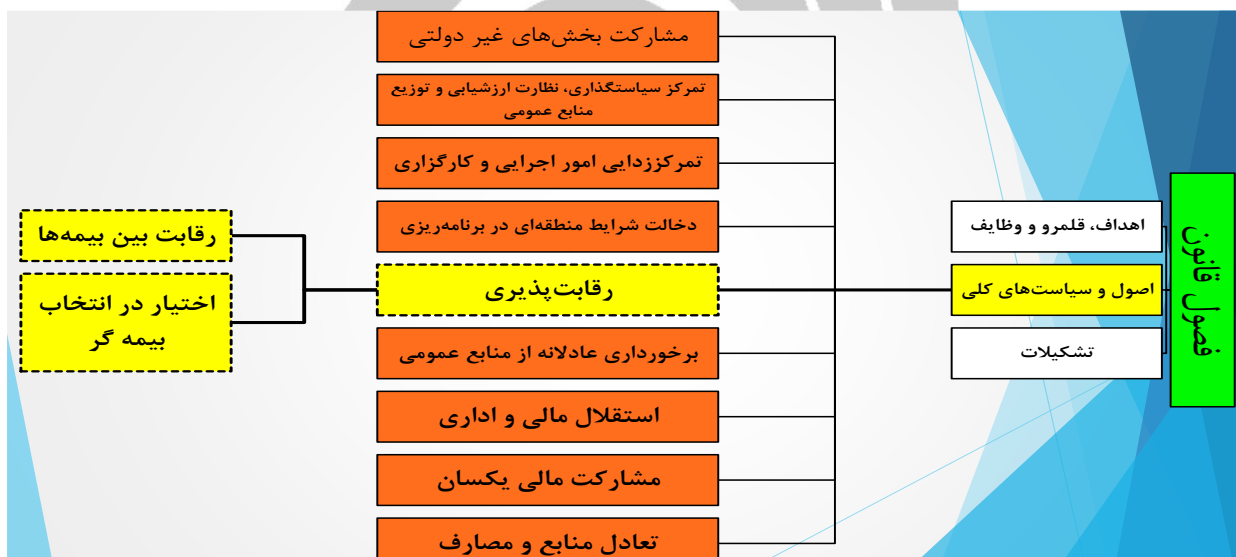 فصول قانون
اهداف، قلمرو و وظایف
اصول و سیاست‌های کلی
تشکیلات
مشارکت بخش‌های غیر دولتی
تمرکز سیاستگذاری، نظارت ارزشیابی و توزیع
منابع عمومی
تمرکززدایی امور اجرایی و کارگزاری
دخالت شرایط منطقه‌ای در برنامه‌ریزی
رقابت‌پذیری
برخورداری عادلانه از منابع عمومی
استقلال مالی و اداری
مشارکت مالی یکسان
تعادل منابع و مصارف
رقابت بین بیمه‌ها
اختیار در انتخاب
بیمه گر